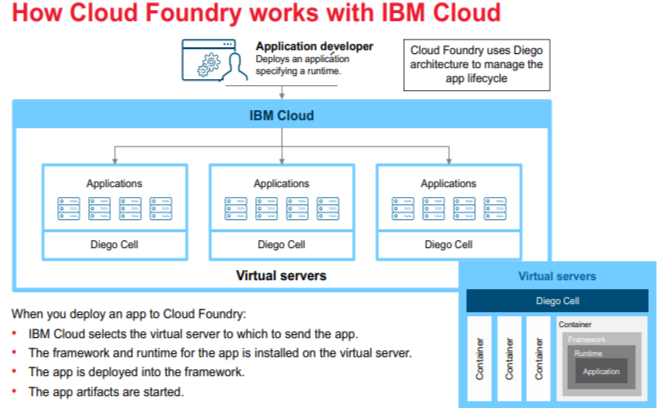 How Cloud Foundry works with IBM Cloud
Application developer
Deploys an application
specifying a runtime.
Cloud Foundry uses Diego
architecture to manage the
app lifecycle
IBM Cloud
Applications
Applications
Applications
Diego Cell
Diego Cell
Diego Cell
Virtual servers
When you deploy an app to Cloud Foundry:
• IBM Cloud selects the virtual server to which to send the app.
• The framework and runtime for the app is installed on the virtual server.
• The app is deployed into the framework.
• The app artifacts are started.
Virtual servers
Diego Cell
Container
Container
Container
Container
Framework
Runtime
Application